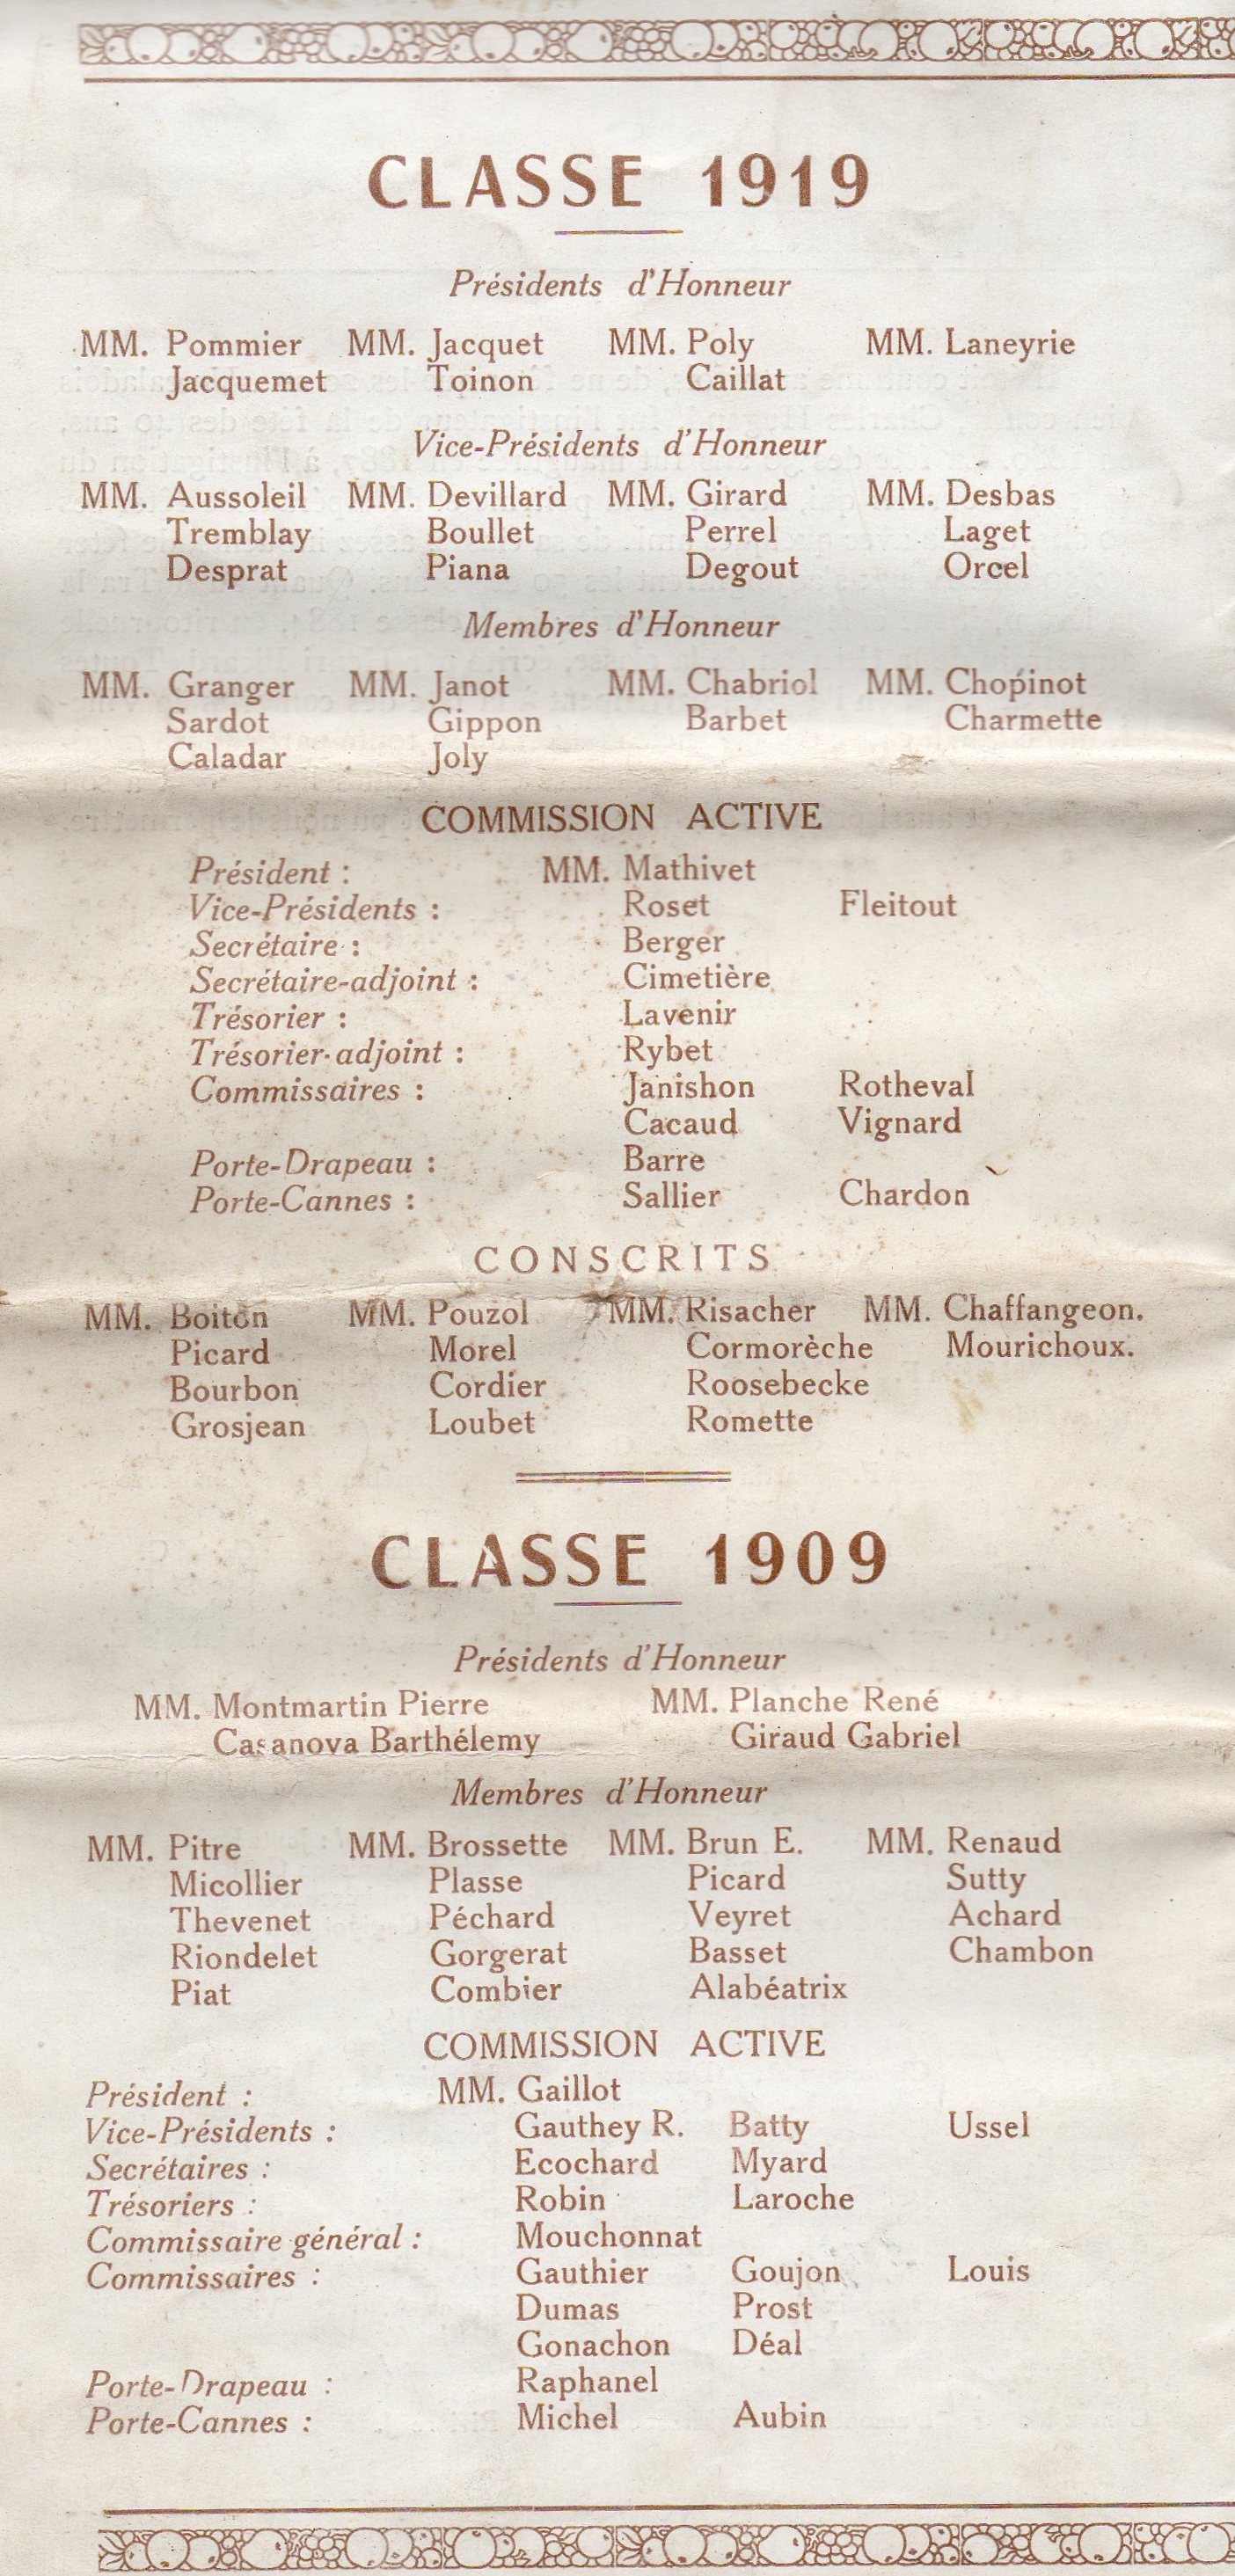 CLASSE 1919
Présidents d'Honneur
MM. Pommier MM. Jacquet MM. Poly MM. Laneyrie
Jacquemet Toinon Caillat
Vice-Présidents d'Honneur
MM. Aussoleil MM. Devillard MM. Girard MM. Desbas
Tremblay Boullet Perrel Laget
Desprat Piana Degout Orcel
Membres d'Honneur
MM. Granger MM. Janot MM. Chabriol MM. Chopinot
Sardot Gippon Barbet Charmette
Caladar Joly
COMMISSION ACTIVE
Président : MM. Mathivet
Vice-Présidents : Roset Fleitout
Secrétaire : Berger
Secrétaire-adjoint : Cimetière
Trésorier : Lavenir
Trésorier-adjoint : Rybet
Commissaires : Janishon Rotheval
Cacaud Vignard
Porte-Drapeau : Barre
Porte-Cannes : Sallier Chardon
CONSCRITS
MM. Boiton MM. Pouzol MM. Risacher MM. Chaffangeon.
Picard Morel Cormorèche Mourichoux.
Bourbon Cordier Roosebecke
Grosjean Loubet Romette
CLASSE 1909
Présidents d'Honneur
MM. Montmartin Pierre MM. Planche René
Casanova Barthélemy Giraud Gabriel
Membres d'Honneur
MM. Pitre MM. Brossette MM. Brun E. MM. Renaud
Micollier Plasse Picard Sutty
Thevenet Péchard Veyret Achard
Riondelet Gorgerat Basset Chambon
Piat Combier Alabéatrix
COMMISSION ACTIVE
Président : MM. Gaillot
Vice-Présidents : Gauthey R. Batty Ussel
Secrétaires : Ecochard Myard
Trésoriers : Robin Laroche
Commissaire général : Mouchonnat
Commissaires : Gauthier Goujon Louis
Dumas Prost
Gonachon Déal
Porte-Drapeau : Raphanel
Porte-Cannes : Michel Aubin